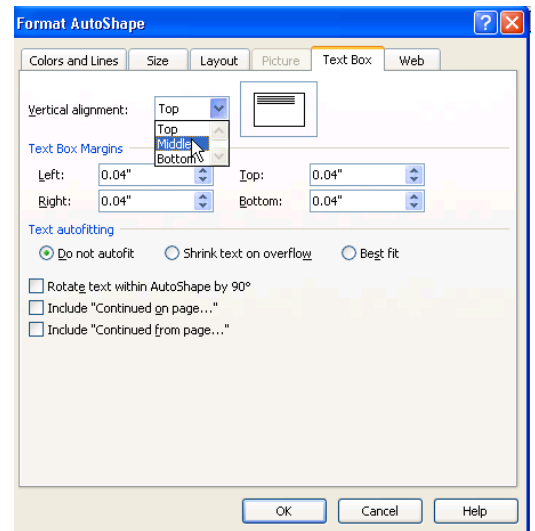 Format AutoShape ?
Colors and Lines Size Layout Picture Text Box Web
Vertical alignment: Top
Top
Middle
Bottom
Text Box Margins
Left: 0.04" Top: 0.04"
Right: 0.04" Bottom: 0.04"
Text autofitting
Do not autofit Shrink text on overflow Best fit
Rotate text within AutoShape by 90°
Include "Continued on page..."
Include "Continued from page..."
OK Cancel Help